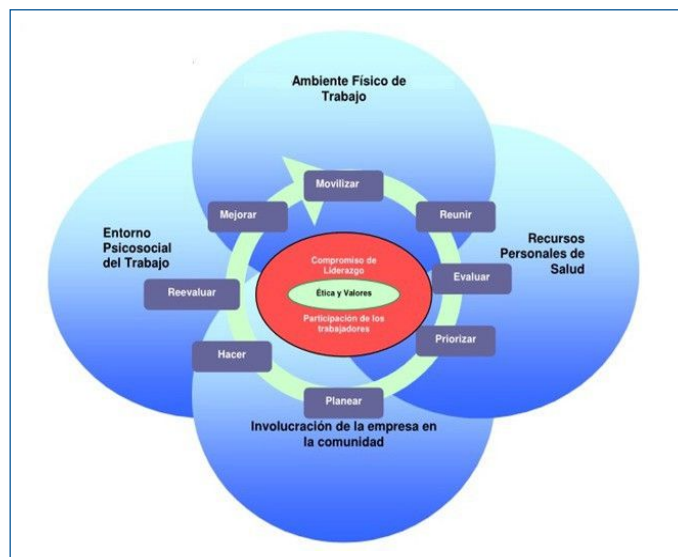 Ambiente Físico de
Trabajo
Movilizar
Mejorar
Reunir
Entorno
Psicosocial
del Trabajo
Recursos
Personales de
Salud
Compromiso de
Liderazgo
Evaluar
Reevaluar
Ética y Valores
Participación de los
trabajadores
Priorizar
Hacer
Planear
Involucración de la empresa en
la comunidad